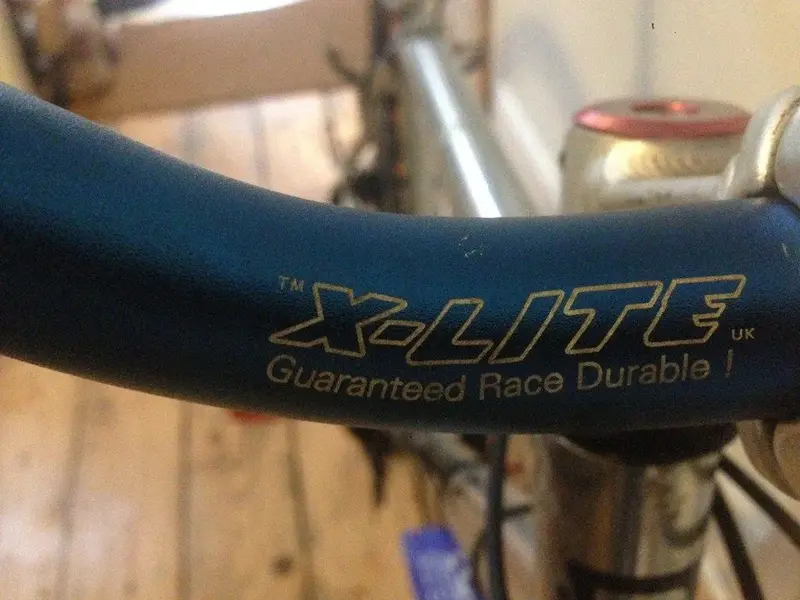 ™ X-LITE UK
Guaranteed Race Durable !